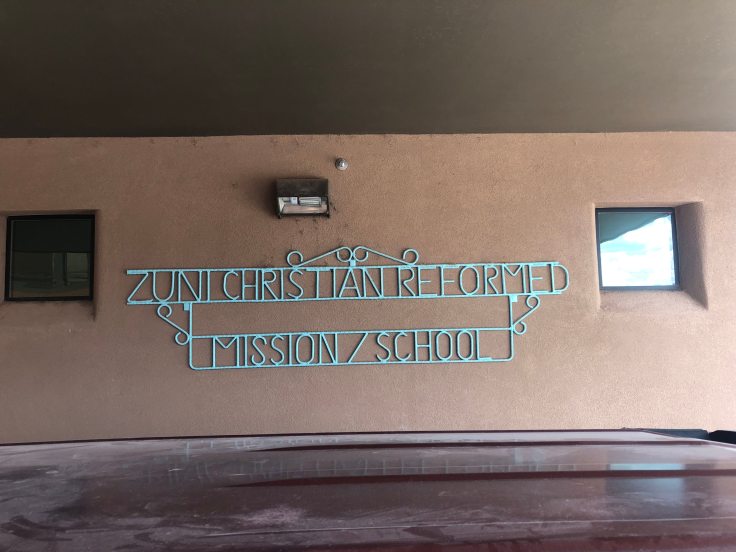 ZUNI CHRISTIAN REFORMED
MISSION / SCHOOL